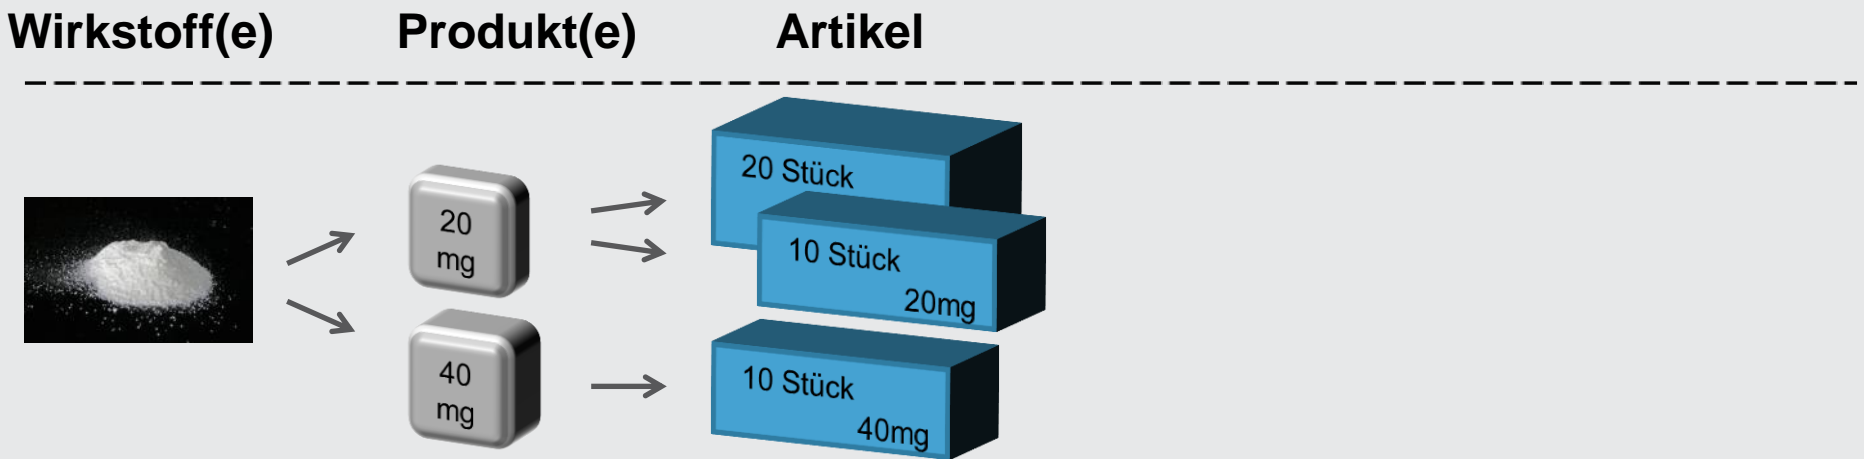 Wirkstoff(e)
Produkt(e)
Artikel
20
mg
20 Stück
10 Stück
20mg
40
mg
10 Stück
40mg